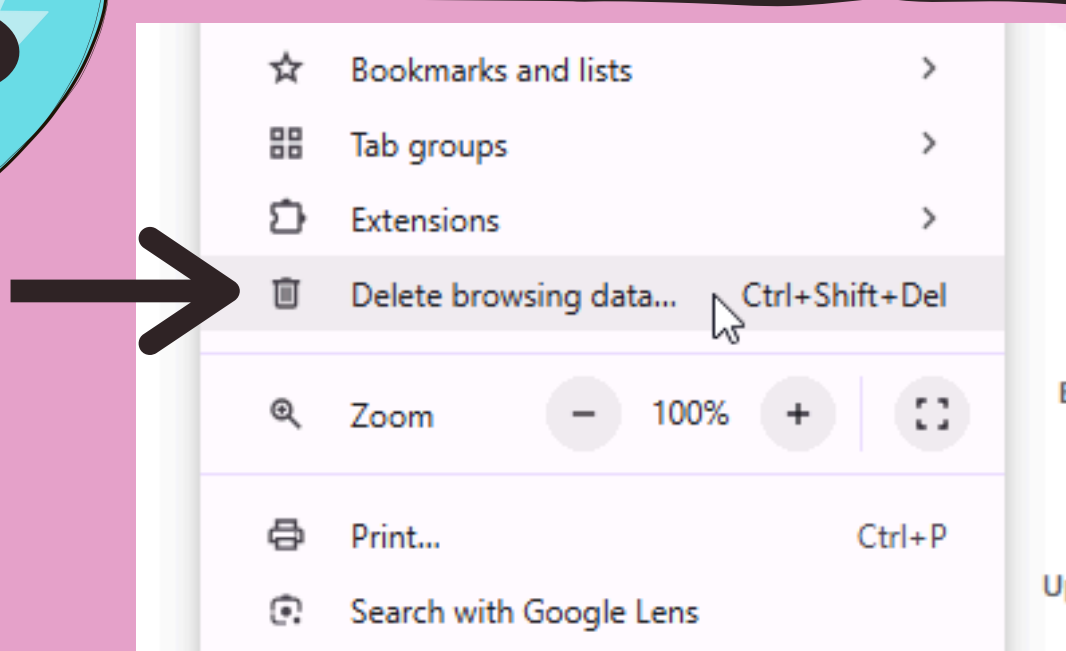 Bookmarks and lists
Tab groups
Extensions
Delete browsing data... Ctrl+Shift+Del
Zoom − 100% +
Print... Ctrl+P
Search with Google Lens